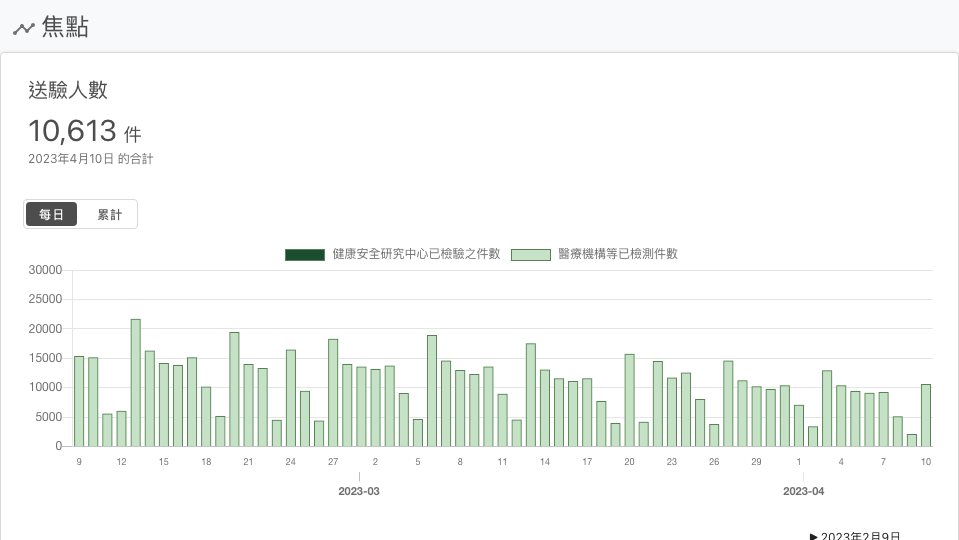 焦點
送驗人數
10,613 件
2023年4月10日 的合計
每日 累計
健康安全研究中心已檢驗之件數 醫療機構等已檢測件數
30000
25000
20000
15000
10000
5000
0
9 12 15 18 21 24 27 2 5 8 11 14 17 20 23 26 29 1 4 7 10
2023-03 2023-04
▶ 2023年2月9日